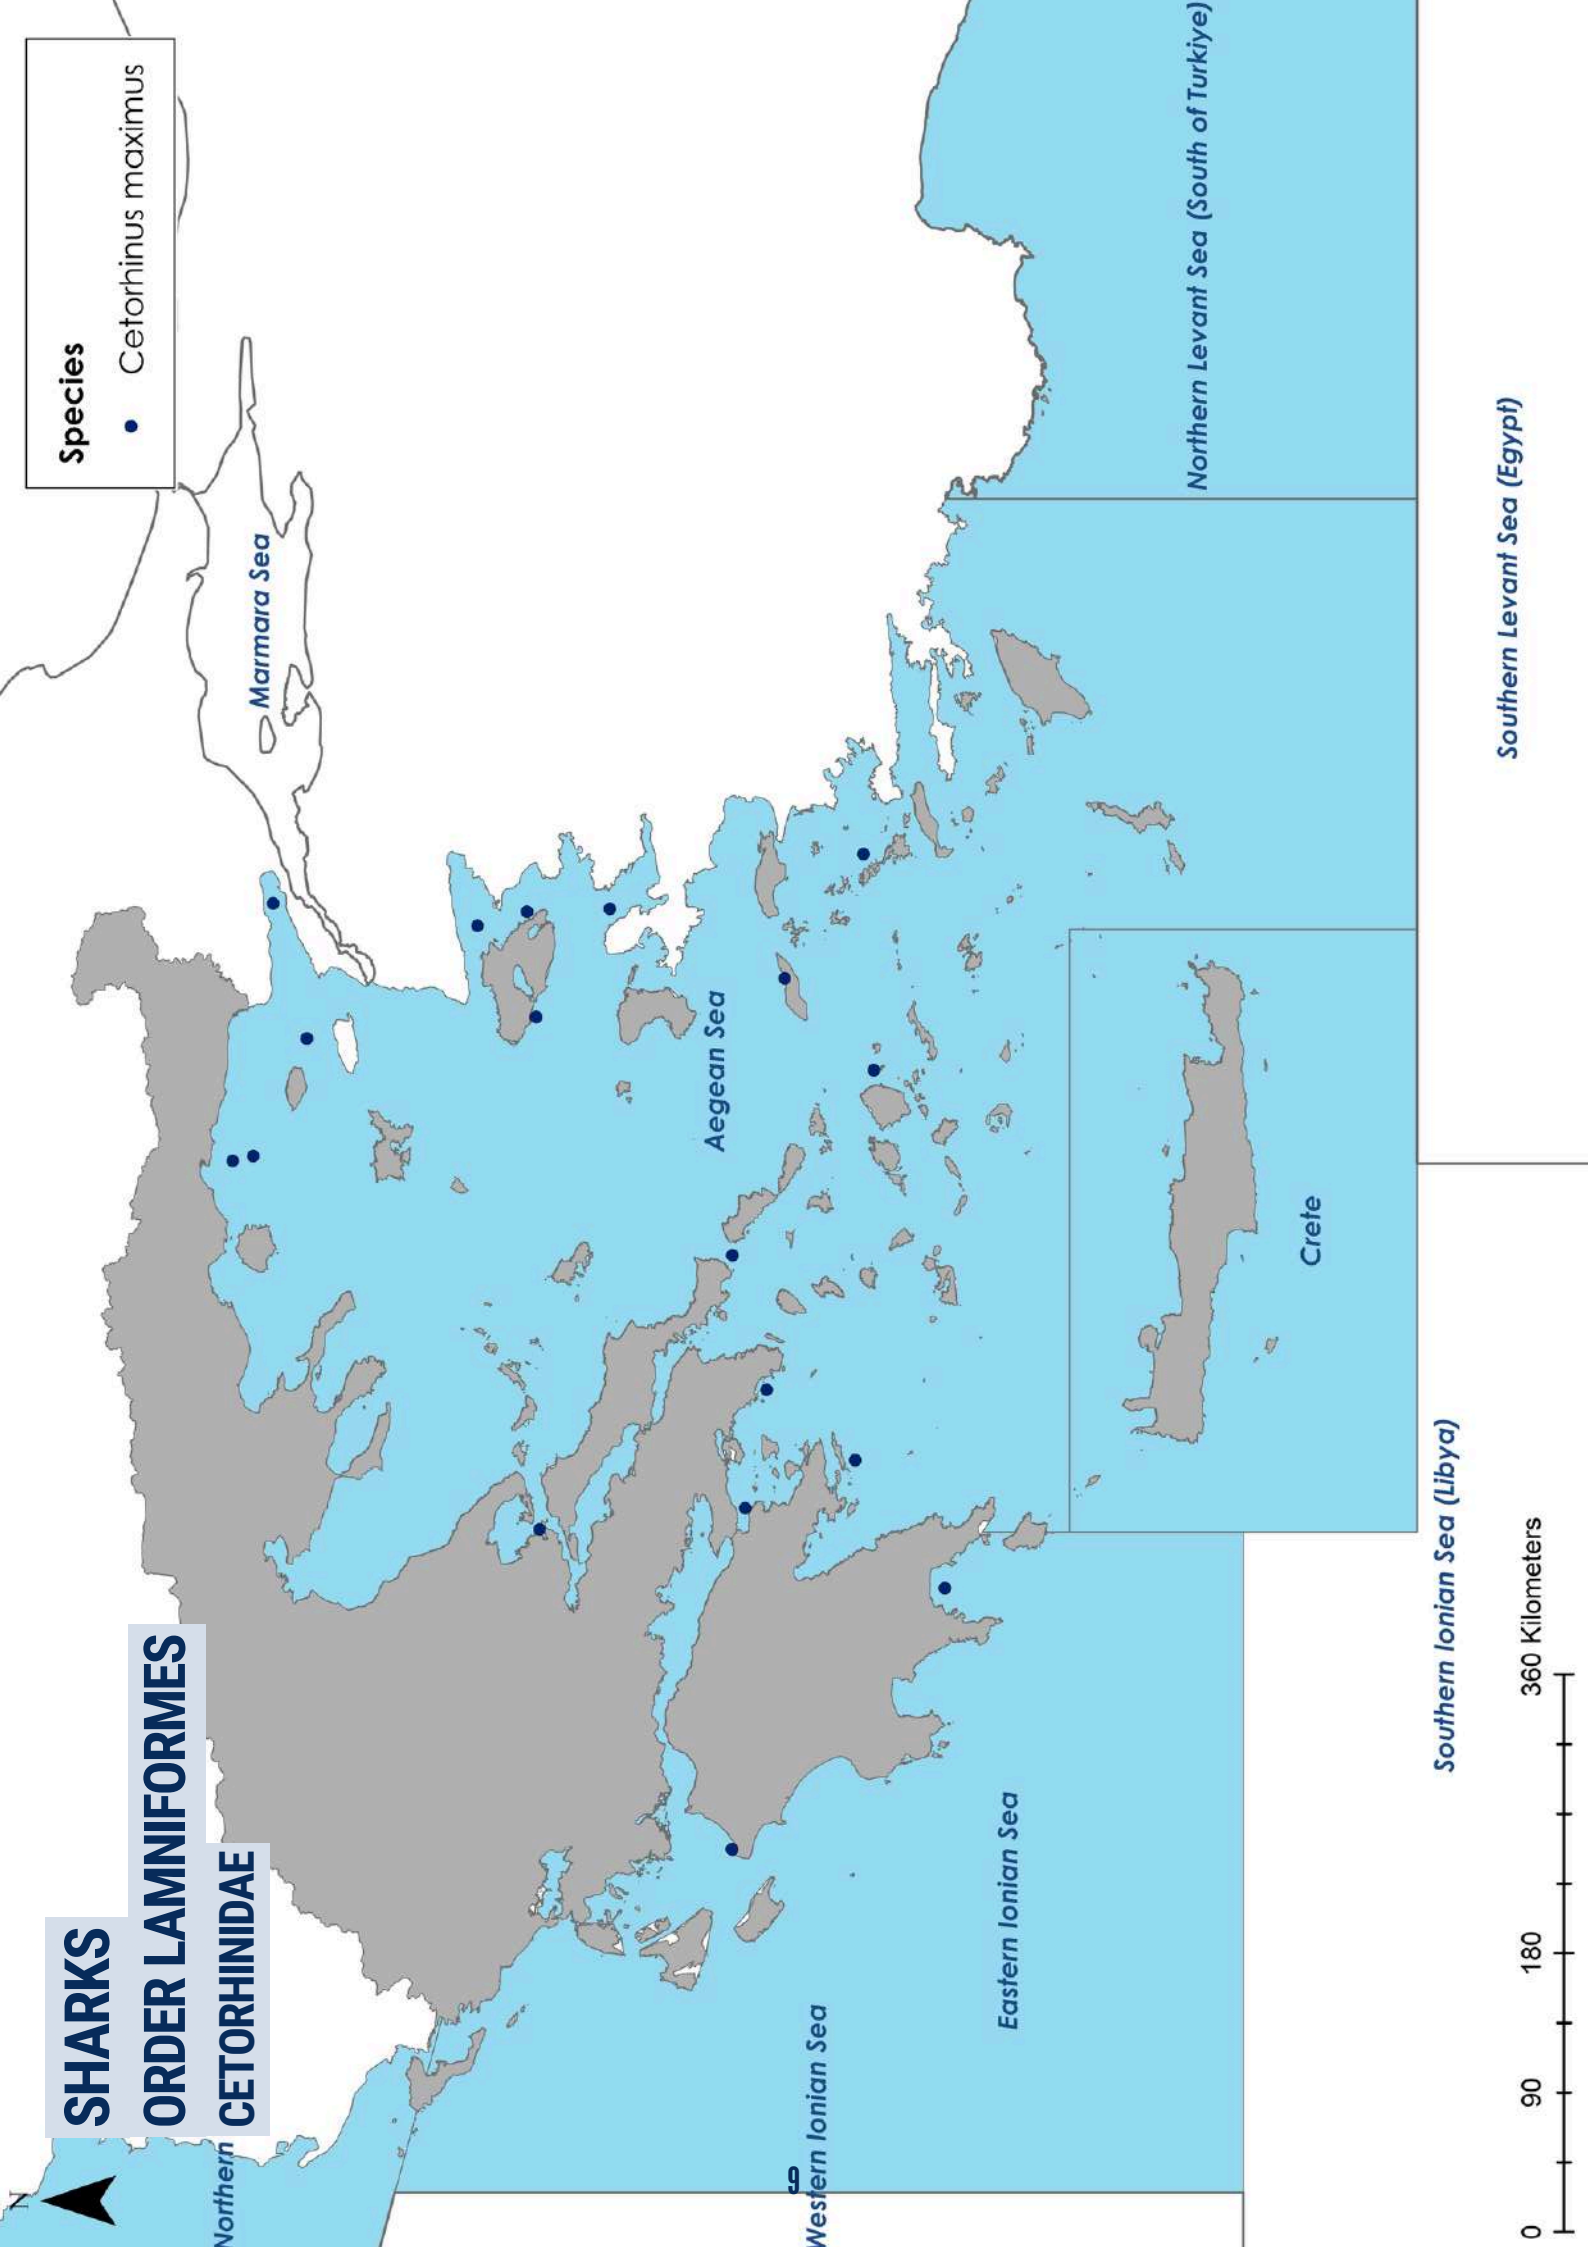 SHARKS
ORDER LAMNIFORMES
CETORHINIDAE
N
Species
Cetorhinus maximus
Northern
Marmara Sea
Aegean Sea
Western Ionian Sea
Eastern Ionian Sea
Northern Levant Sea (South of Turkiye)
Crete
Southern Ionian Sea (Libya)
Southern Levant Sea (Egypt)
0 90 180 360 Kilometers
9